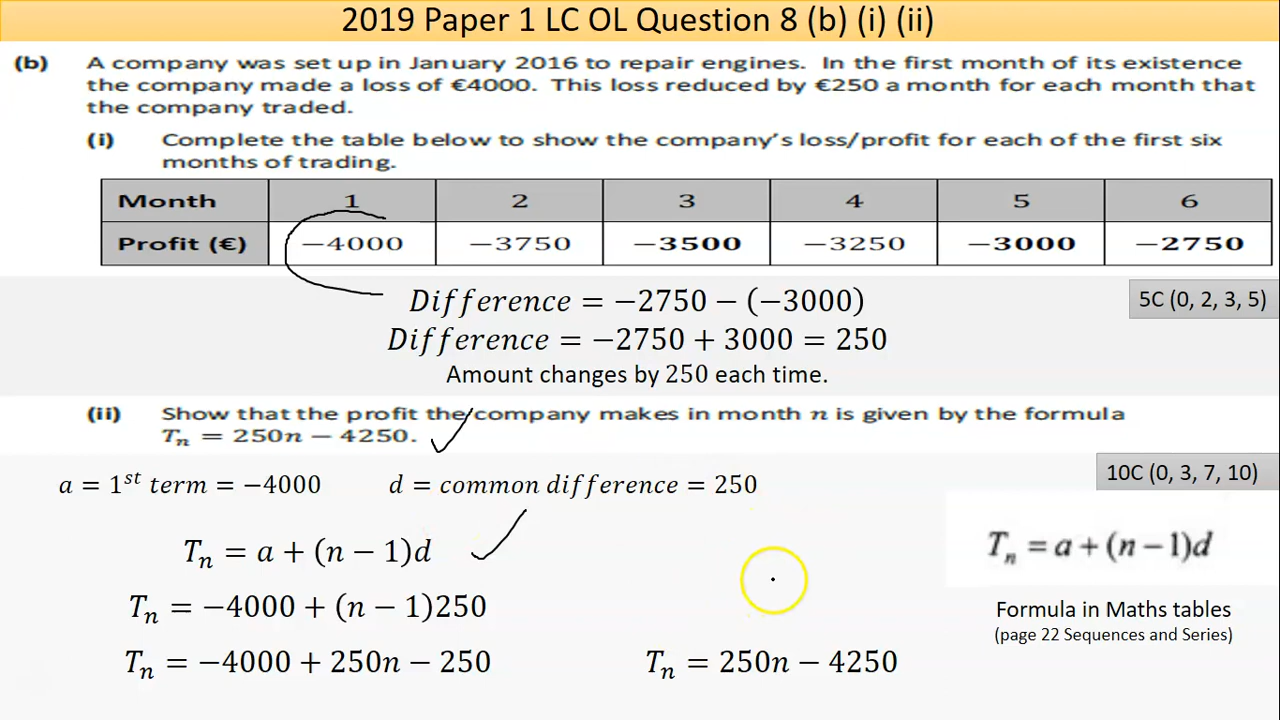 2019 Paper 1 LC OL Question 8 (b) (i) (ii)
(b) A company was set up in January 2016 to repair engines. In the first month of its existence
the company made a loss of €4000. This loss reduced by €250 a month for each month that
the company traded.
(i) Complete the table below to show the company's loss/profit for each of the first six
months of trading.
Month 1 2 3 4 5 6
Profit (€) −4000 −3750 −3500 −3250 −3000 −2750
Difference = −2750 − (−3000)
5C (0, 2, 3, 5)
Difference = −2750 + 3000 = 250
Amount changes by 250 each time.
(ii) Show that the profit the company makes in month n is given by the formula
Tₙ = 250n − 4250.
10C (0, 3, 7, 10)
a = 1ˢᵗ term = −4000 d = common difference = 250
Tₙ = a + (n − 1)d
Tₙ = a + (n − 1)d
Tₙ = −4000 + (n − 1)250
Formula in Maths tables
(page 22 Sequences and Series)
Tₙ = −4000 + 250n − 250 Tₙ = 250n − 4250